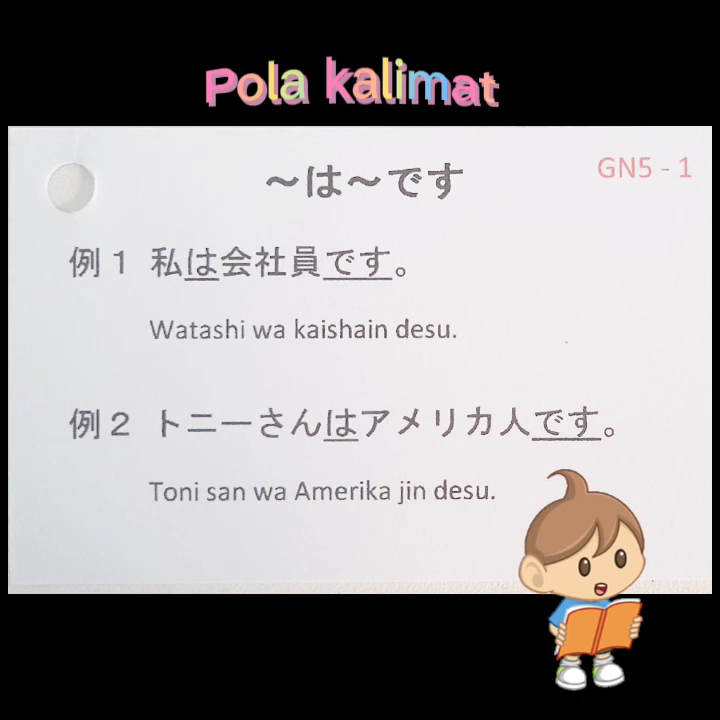 Pola kalimat
GN5 - 1
～は～です
例１ 私は会社員です。
Watashi wa kaishain desu.
例２ トニーさんはアメリカ人です。
Toni san wa Amerika jin desu.